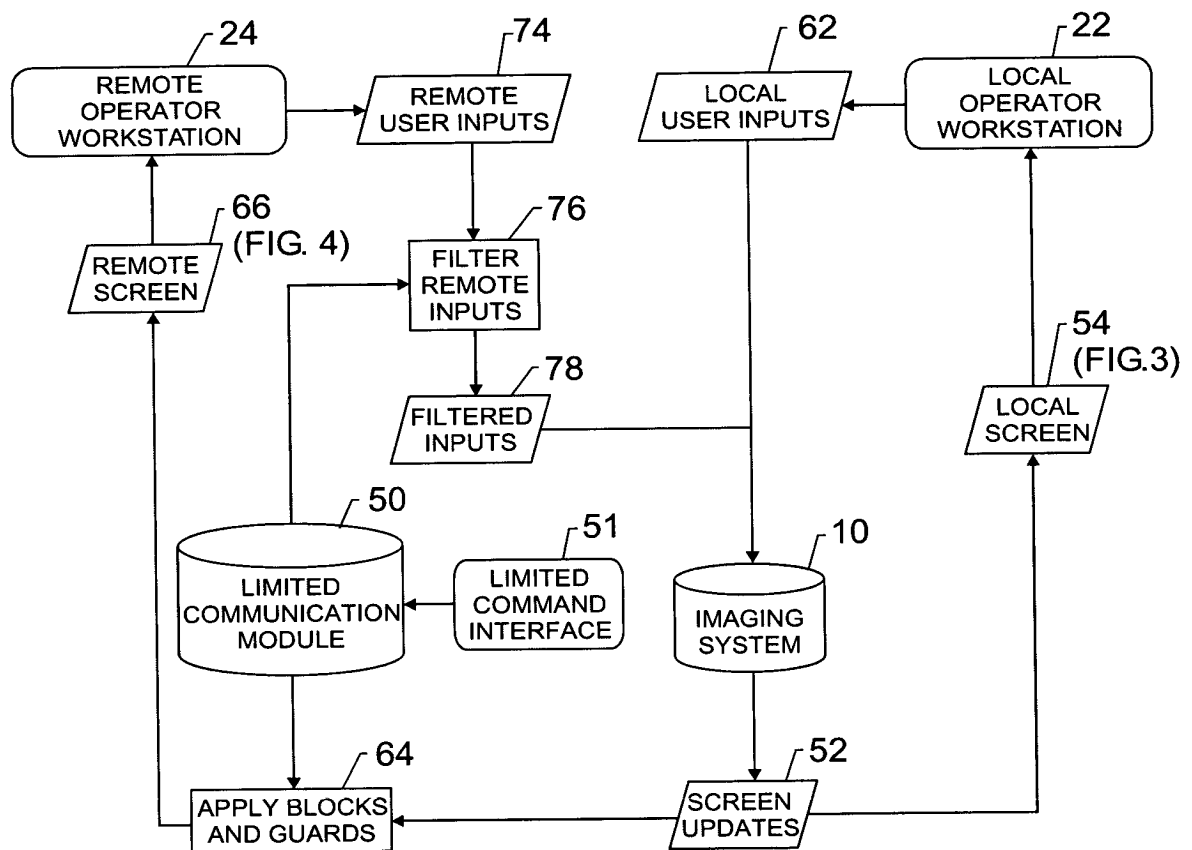 24
74
62
22
REMOTE
OPERATOR
WORKSTATION
REMOTE
USER INPUTS
LOCAL
USER INPUTS
LOCAL
OPERATOR
WORKSTATION
66
(FIG. 4)
REMOTE
SCREEN
76
FILTER
REMOTE
INPUTS
54
(FIG.3)
LOCAL
SCREEN
78
FILTERED
INPUTS
50
LIMITED
COMMUNICATION
MODULE
51
LIMITED
COMMAND
INTERFACE
10
IMAGING
SYSTEM
64
APPLY BLOCKS
AND GUARDS
52
SCREEN
UPDATES